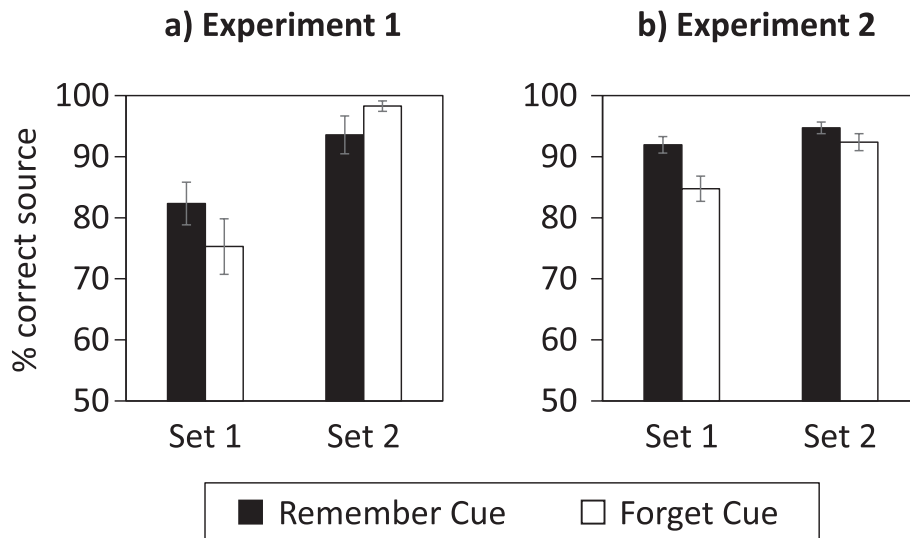 a) Experiment 1
b) Experiment 2
% correct source
100
90
80
70
60
50
Set 1
Set 2
100
90
80
70
60
50
Set 1
Set 2
Remember Cue
Forget Cue